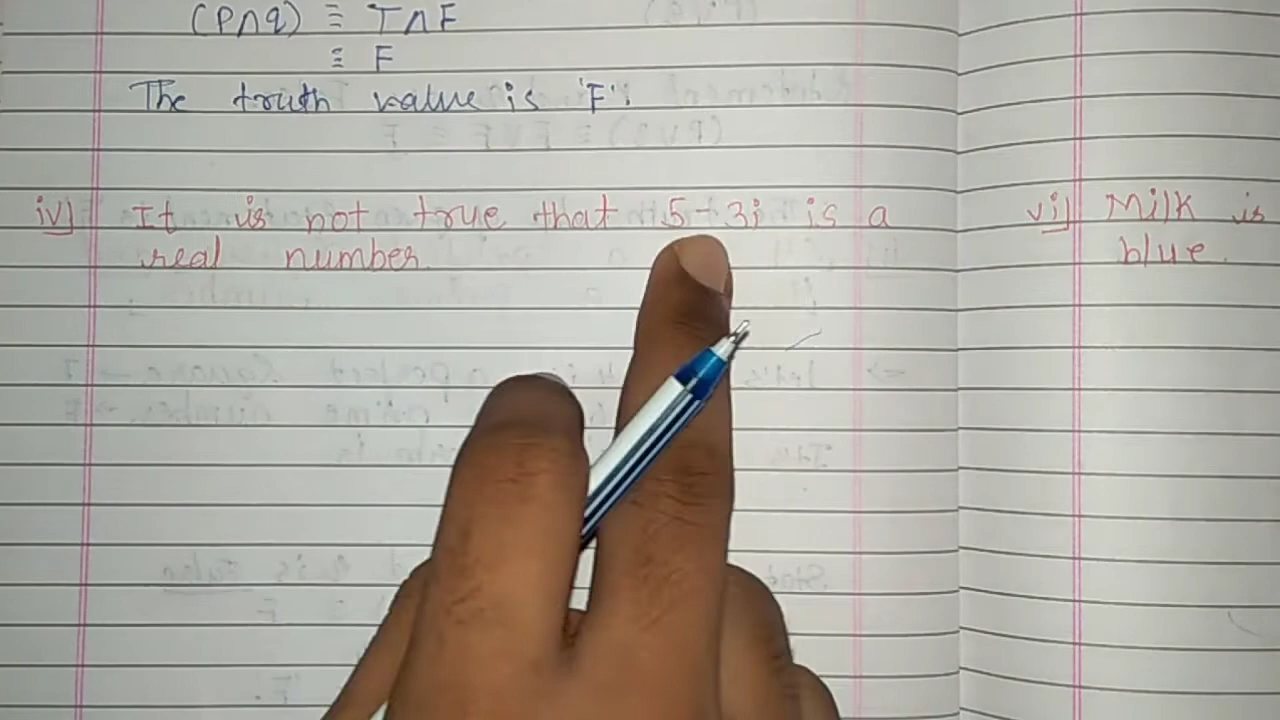 (p∧q) ≡ T∧F
≡ F
The truth value is 'F'.
iv) It is not true that 5+3i is a
real number.
vi) Milk is
blue.